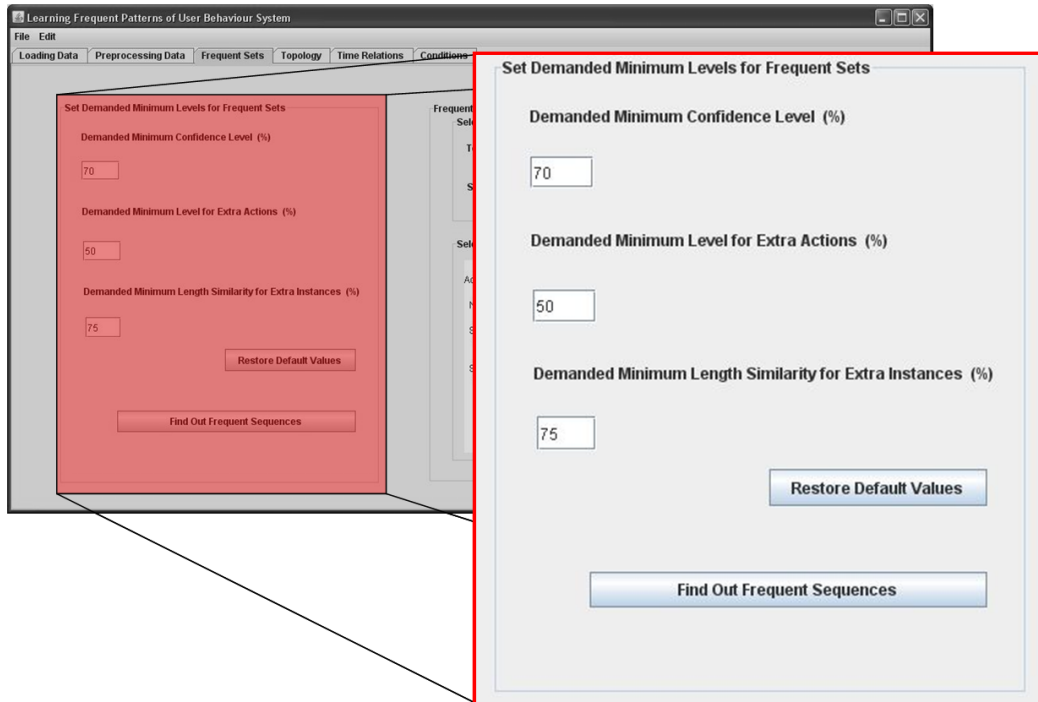 Learning Frequent Patterns of User Behaviour System
File Edit
Loading Data Preprocessing Data Frequent Sets Topology Time Relations Conditions
Set Demanded Minimum Levels for Frequent Sets
Demanded Minimum Confidence Level (%)
70
Demanded Minimum Level for Extra Actions (%)
50
Demanded Minimum Length Similarity for Extra Instances (%)
75
Restore Default Values
Find Out Frequent Sequences
Frequent
Set Demanded Minimum Levels for Frequent Sets
Demanded Minimum Confidence Level (%)
70
Demanded Minimum Level for Extra Actions (%)
50
Demanded Minimum Length Similarity for Extra Instances (%)
75
Restore Default Values
Find Out Frequent Sequences